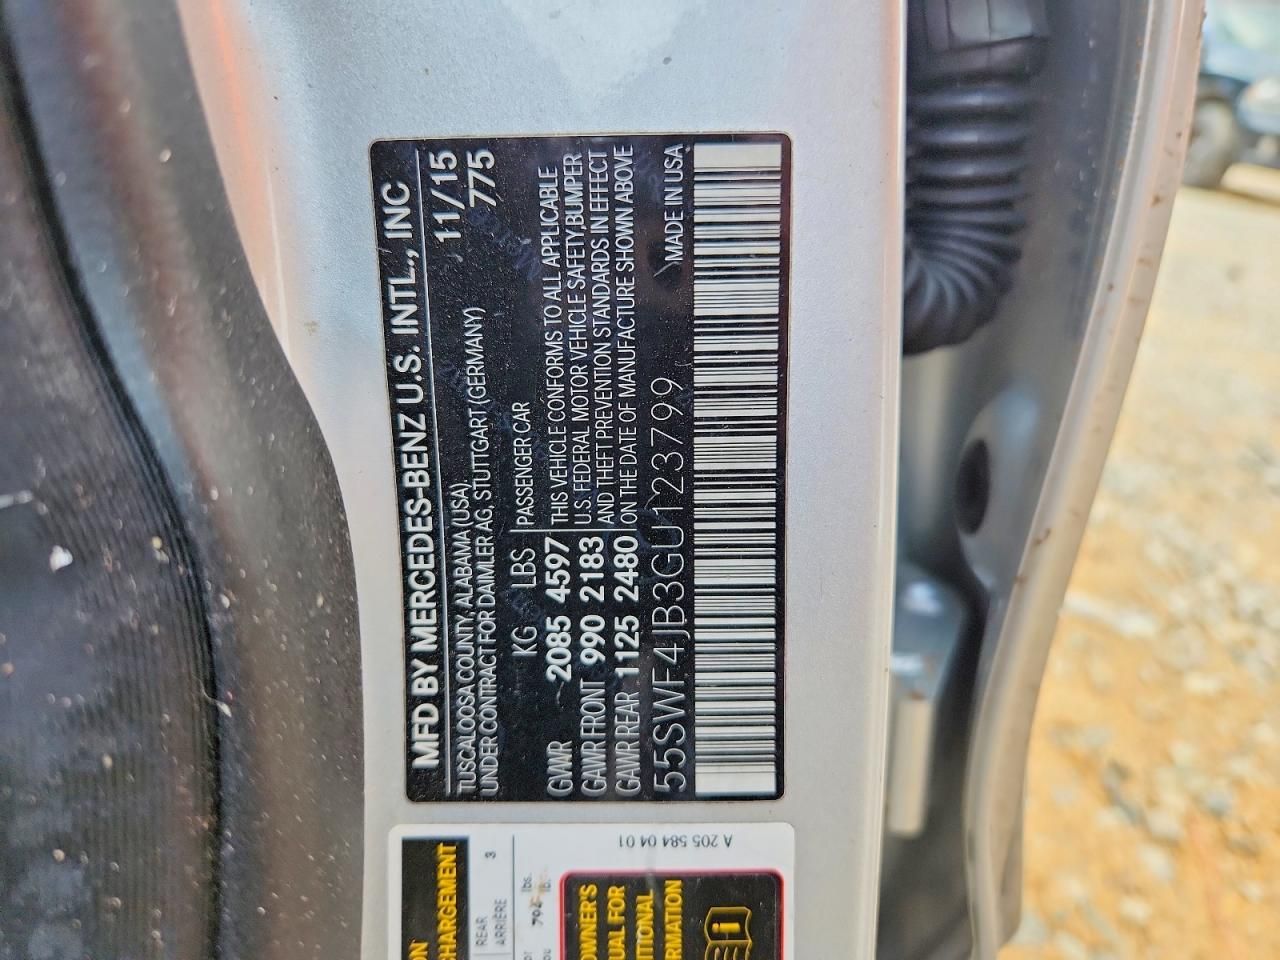 MFD BY MERCEDES-BENZ U.S. INTL., INC
TUSCALOOSA COUNTY, ALABAMA (USA) 11/15
UNDER CONTRACT FOR DAIMLER AG, STUTTGART (GERMANY) 775
KG LBS PASSENGER CAR
GVWR 2085 4597 THIS VEHICLE CONFORMS TO ALL APPLICABLE
GAWR FRONT 990 2183 U.S. FEDERAL MOTOR VEHICLE SAFETY, BUMPER
AND THEFT PREVENTION STANDARDS IN EFFECT
GAWR REAR 1125 2480 ON THE DATE OF MANUFACTURE SHOWN ABOVE
55SWF4JB3GU123799 MADE IN USA
CHARGEMENT
REAR 3
ARRIÈRE
lbs.
A 205 584 04 01
OWNER'S
UAL FOR
ITIONAL
RMATION